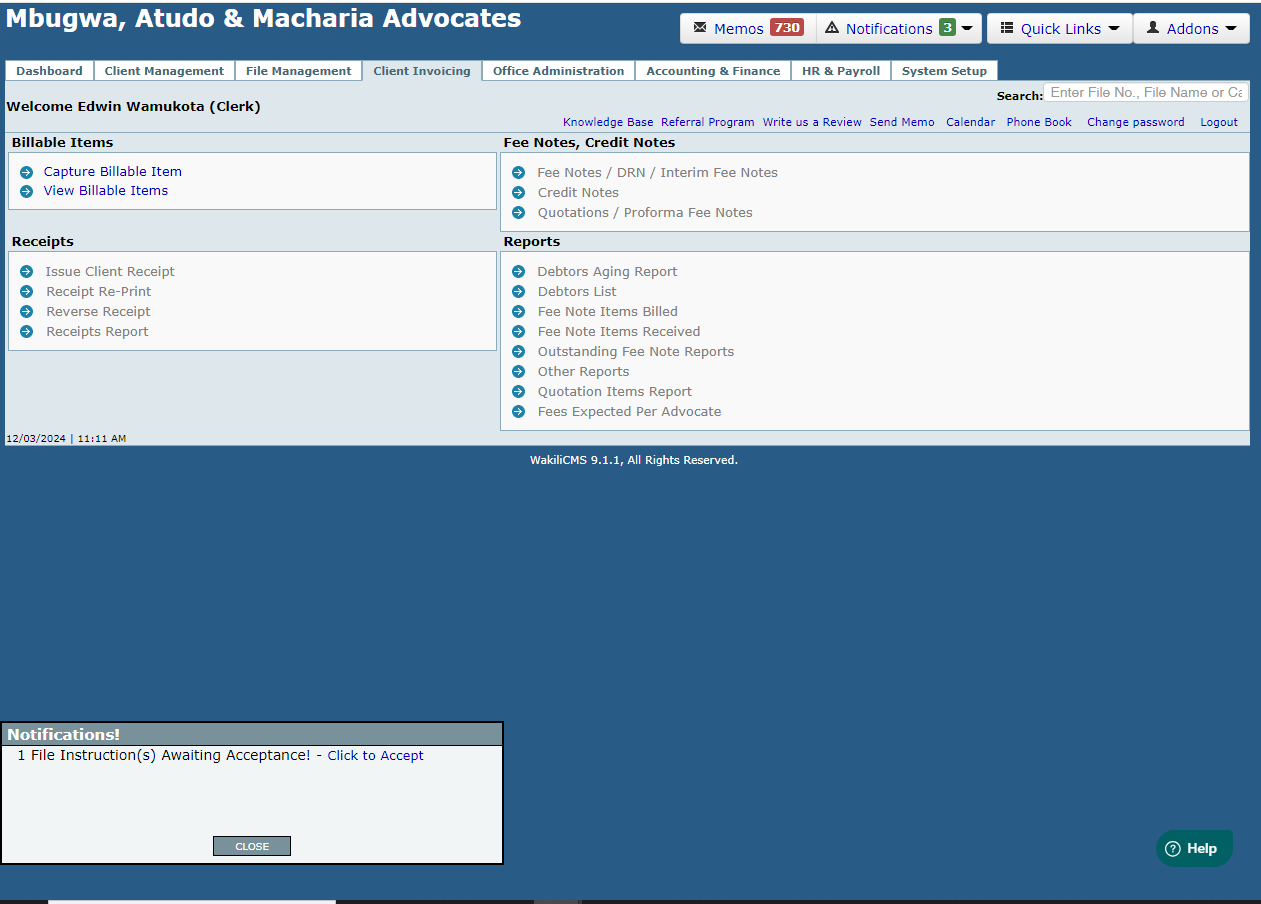 Mbugwa, Atudo & Macharia Advocates
Memos 730 Notifications 3 Quick Links Addons
Dashboard Client Management File Management Client Invoicing Office Administration Accounting & Finance HR & Payroll System Setup
Search: Enter File No., File Name or Ca
Welcome Edwin Wamukota (Clerk)
Knowledge Base Referral Program Write us a Review Send Memo Calendar Phone Book Change password Logout
Billable Items
Capture Billable Item
View Billable Items
Fee Notes, Credit Notes
Fee Notes / DRN / Interim Fee Notes
Credit Notes
Quotations / Proforma Fee Notes
Receipts
Issue Client Receipt
Receipt Re-Print
Reverse Receipt
Receipts Report
Reports
Debtors Aging Report
Debtors List
Fee Note Items Billed
Fee Note Items Received
Outstanding Fee Note Reports
Other Reports
Quotation Items Report
Fees Expected Per Advocate
12/03/2024 | 11:11 AM
WakiliCMS 9.1.1, All Rights Reserved.
Notifications!
1 File Instruction(s) Awaiting Acceptance! - Click to Accept
CLOSE
Help